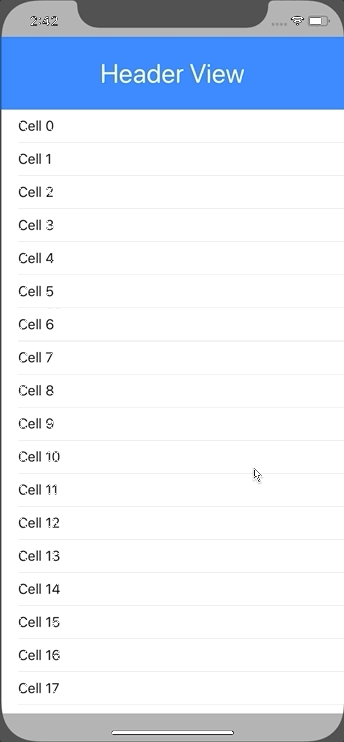 2:42
Header View
Cell 0
Cell 1
Cell 2
Cell 3
Cell 4
Cell 5
Cell 6
Cell 7
Cell 8
Cell 9
Cell 10
Cell 11
Cell 12
Cell 13
Cell 14
Cell 15
Cell 16
Cell 17